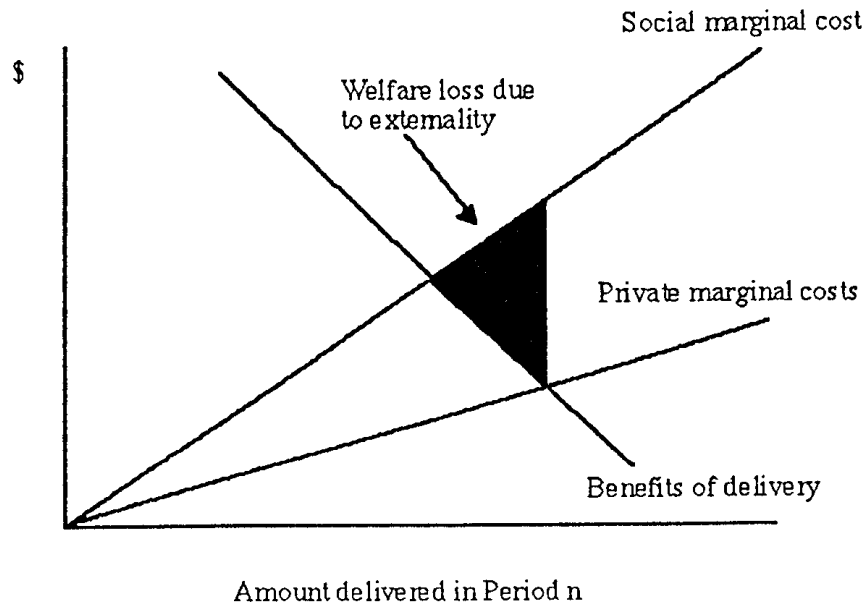 Social marginal cost
$
Welfare loss due
to externality
Private marginal costs
Benefits of delivery
Amount delivered in Period n